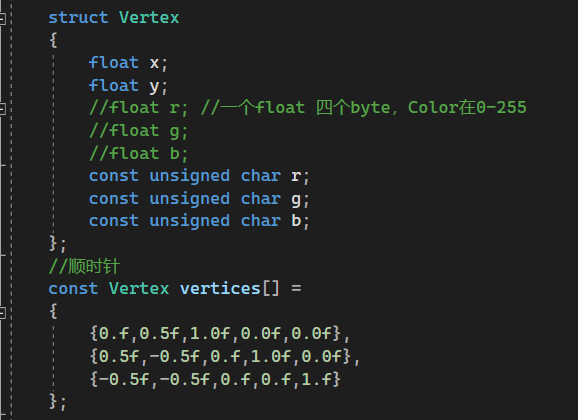 struct Vertex
{
float x;
float y;
//float r; //一个float 四个byte，Color在0-255
//float g;
//float b;
const unsigned char r;
const unsigned char g;
const unsigned char b;
};
//顺时针
const Vertex vertices[] =
{
{0.f,0.5f,1.0f,0.0f,0.0f},
{0.5f,-0.5f,0.f,1.0f,0.0f},
{-0.5f,-0.5f,0.f,0.f,1.f}
};